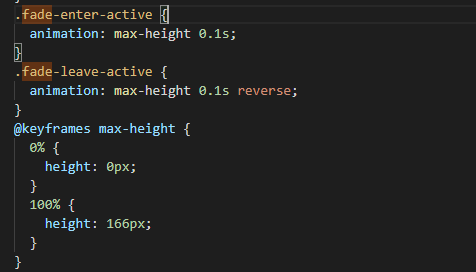 .fade-enter-active {
  animation: max-height 0.1s;
}
.fade-leave-active {
  animation: max-height 0.1s reverse;
}
@keyframes max-height {
  0% {
    height: 0px;
  }
  100% {
    height: 166px;
  }
}